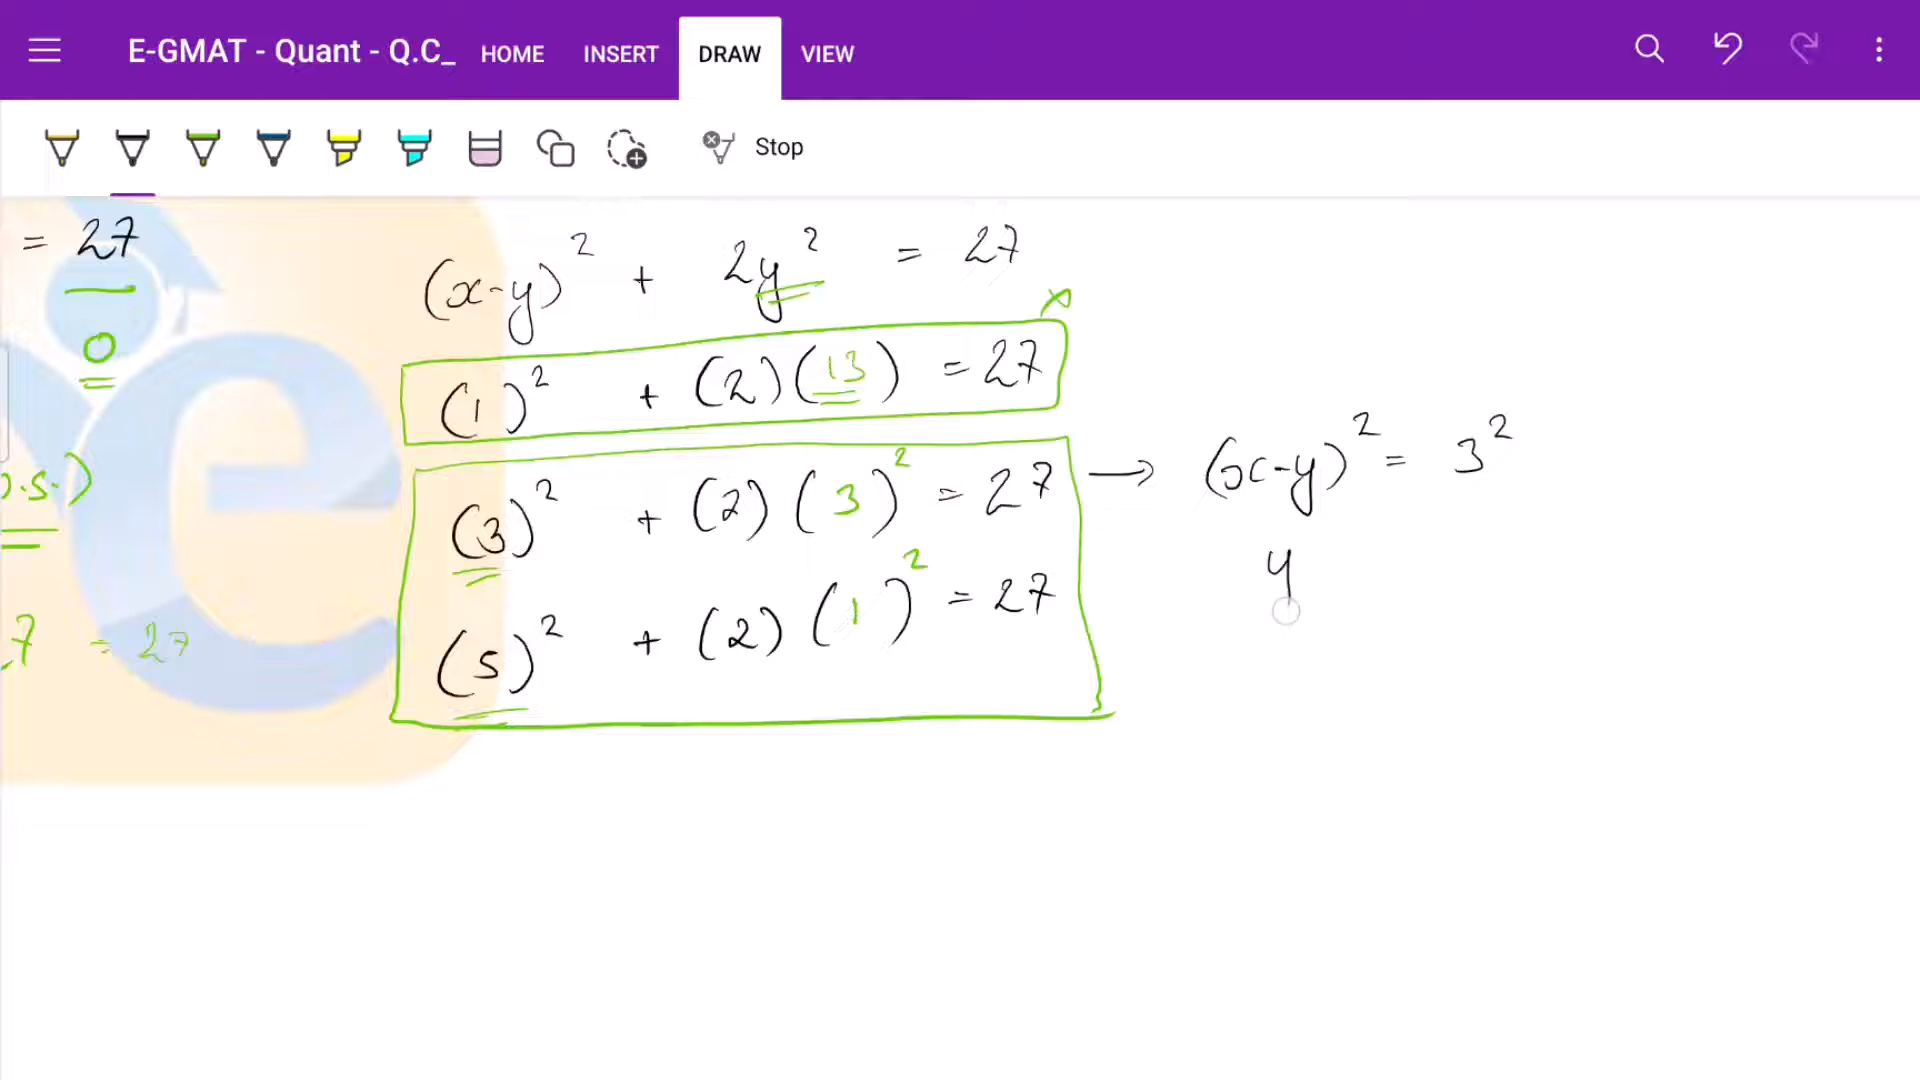 E-GMAT - Quant - Q.C_ HOME INSERT DRAW VIEW
Stop
= 27
(x-y)² + 2y² = 27
0
(1)² + (2)(13) = 27
x
(3)² + (2)(3)² = 27 → (x-y)² = 3²
.s.)
y
(5)² + (2)(1)² = 27
7 = 27
e